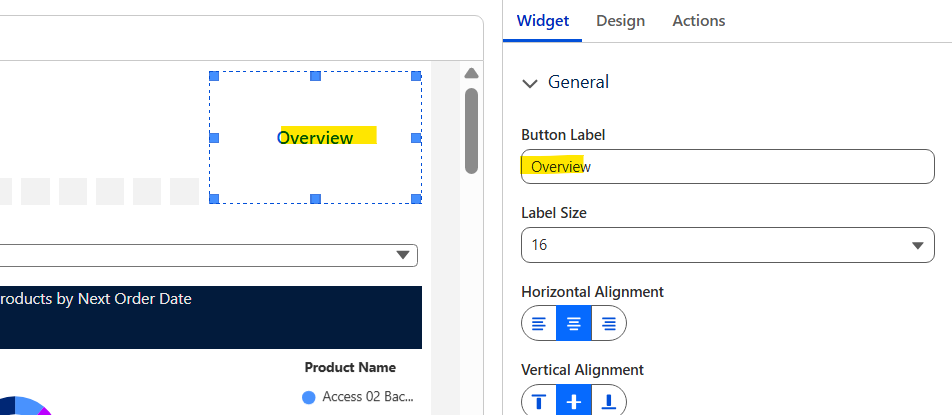 Widget Design Actions
General
Overview
Button Label
Overview
Label Size
16
Horizontal Alignment
roducts by Next Order Date
Product Name
Vertical Alignment
Access 02 Bac...